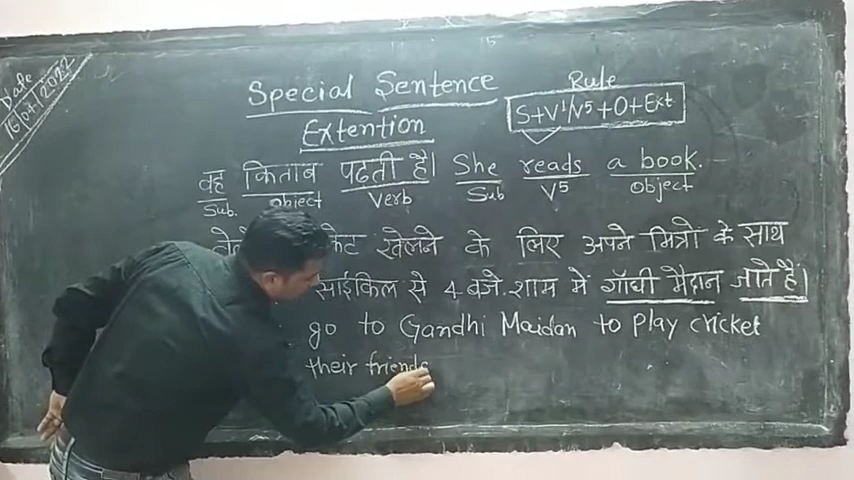 Date
16/07/2022
Special Sentence
Extention
Rule
S+V¹/V⁵+O+Ext
वह किताब पढ़ती है। She reads a book.
Sub. object Verb Sub V⁵ object
खेलने के लिए अपने मित्रो के साथ
साईकिल से 4 बजे शाम में गाँधी मैदान जाते हैं।
go to Gandhi Maidan to play cricket
their friends